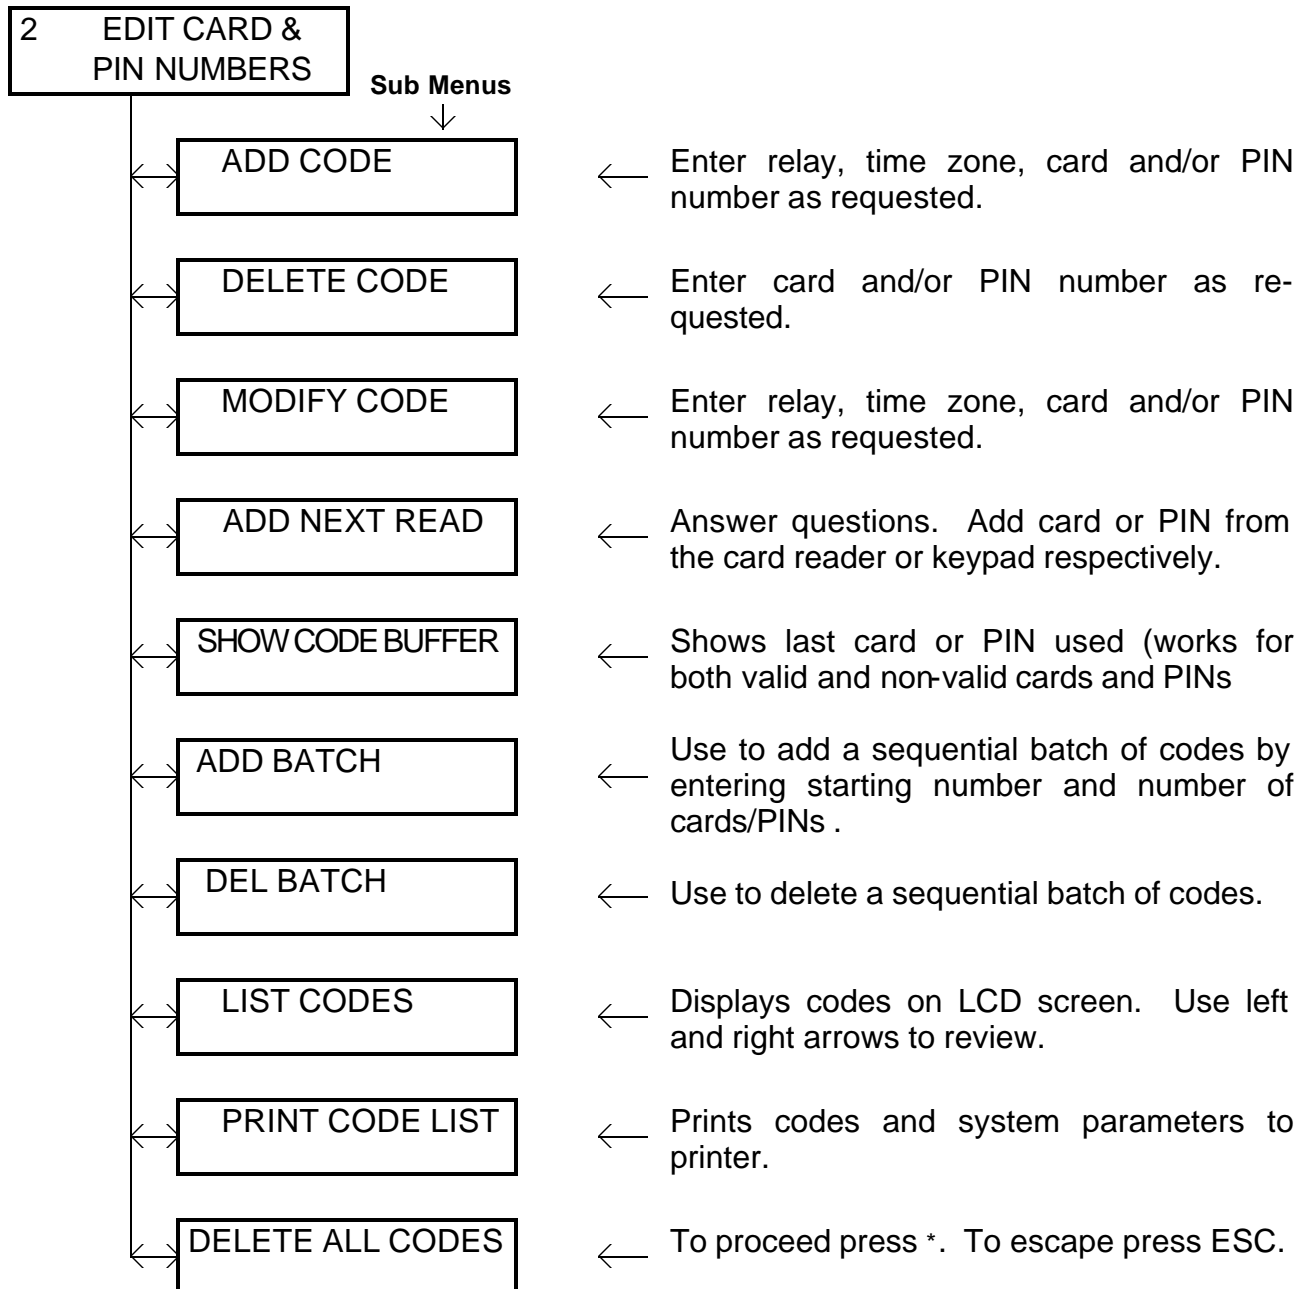 2 EDIT CARD &
PIN NUMBERS
Sub Menus
ADD CODE
Enter relay, time zone, card and/or PIN
number as requested.
DELETE CODE
Enter card and/or PIN number as re-
quested.
MODIFY CODE
Enter relay, time zone, card and/or PIN
number as requested.
ADD NEXT READ
Answer questions. Add card or PIN from
the card reader or keypad respectively.
SHOW CODE BUFFER
Shows last card or PIN used (works for
both valid and non-valid cards and PINs
ADD BATCH
Use to add a sequential batch of codes by
entering starting number and number of
cards/PINs .
DEL BATCH
Use to delete a sequential batch of codes.
LIST CODES
Displays codes on LCD screen. Use left
and right arrows to review.
PRINT CODE LIST
Prints codes and system parameters to
printer.
DELETE ALL CODES
To proceed press *. To escape press ESC.